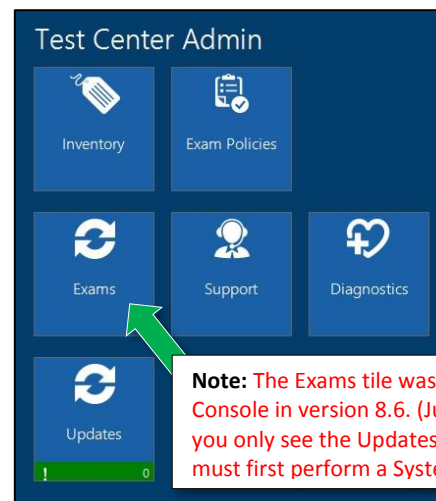 Test Center Admin
Inventory
Exam Policies
Exams
Support
Diagnostics
Updates
! 0
Note: The Exams tile was
Console in version 8.6. (Ju
you only see the Updates
must first perform a Syste